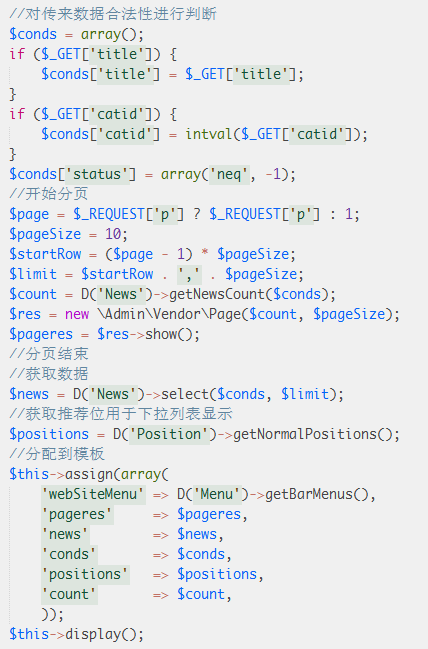 //对传来数据合法性进行判断
$conds = array();
if ($_GET['title']) {
    $conds['title'] = $_GET['title'];
}
if ($_GET['catid']) {
    $conds['catid'] = intval($_GET['catid']);
}
$conds['status'] = array('neq', -1);
//开始分页
$page = $_REQUEST['p'] ? $_REQUEST['p'] : 1;
$pageSize = 10;
$startRow = ($page - 1) * $pageSize;
$limit = $startRow . ',' . $pageSize;
$count = D('News')->getNewsCount($conds);
$res = new \Admin\Vendor\Page($count, $pageSize);
$pageres = $res->show();
//分页结束
//获取数据
$news = D('News')->select($conds, $limit);
//获取推荐位用于下拉列表显示
$positions = D('Position')->getNormalPositions();
//分配到模板
$this->assign(array(
    'webSiteMenu' => D('Menu')->getBarMenus(),
    'pageres'     => $pageres,
    'news'        => $news,
    'conds'       => $conds,
    'positions'   => $positions,
    'count'       => $count,
    ));
$this->display();